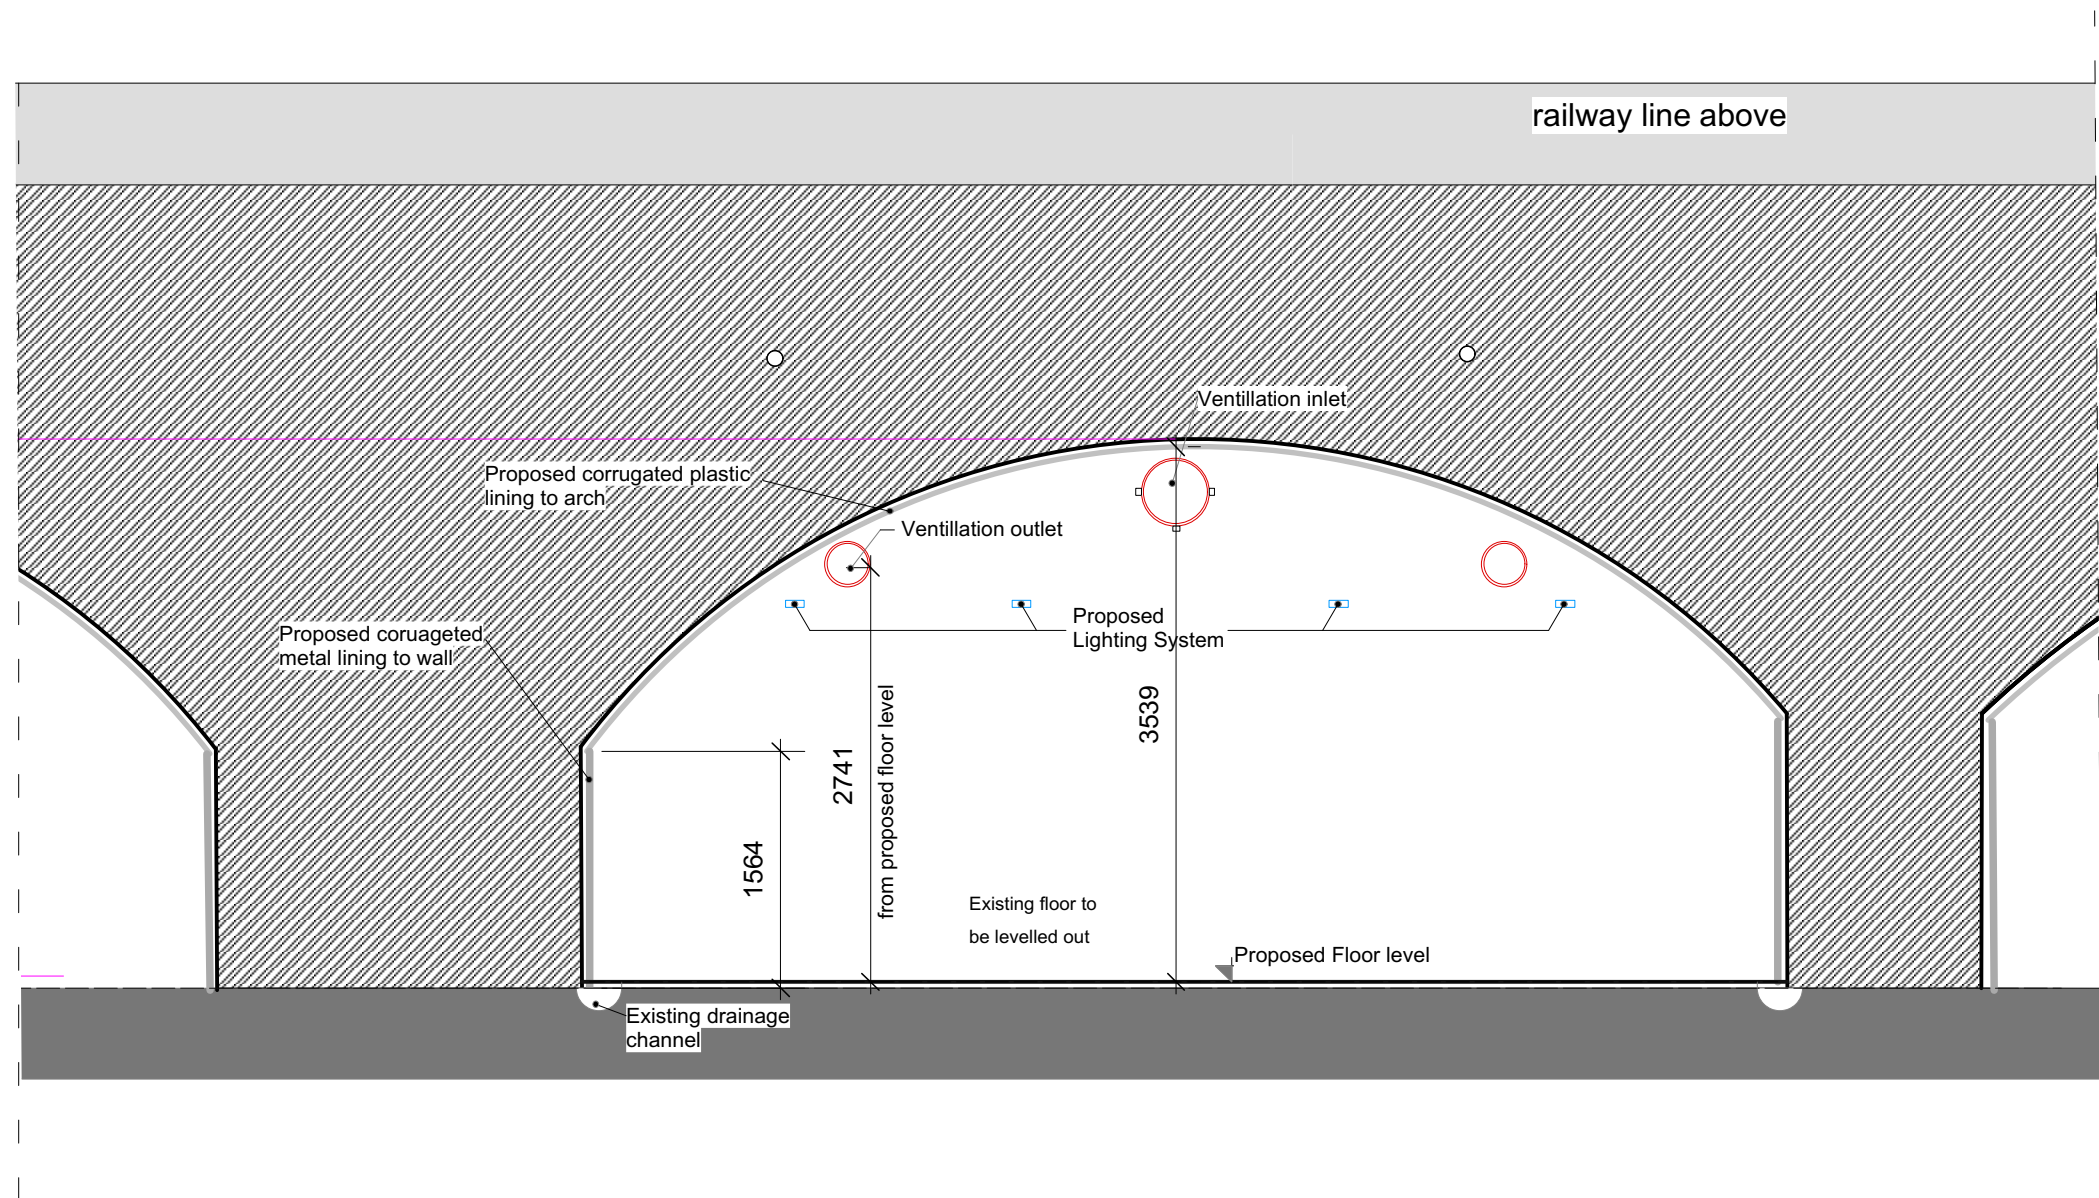 railway line above
Ventillation inlet
Proposed corrugated plastic
lining to arch
Ventillation outlet
Proposed
Lighting System
Proposed coruageted
metal lining to wall
3539
2741
from proposed floor level
1564
Existing floor to
be levelled out
Proposed Floor level
Existing drainage
channel